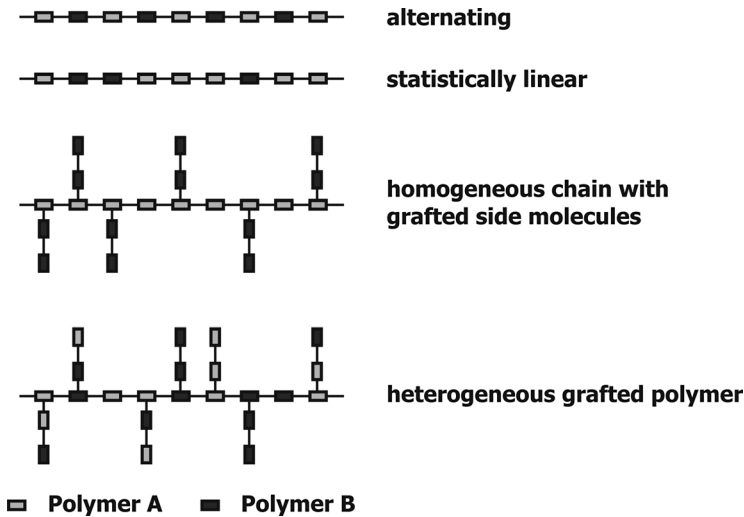 alternating
statistically linear
homogeneous chain with
grafted side molecules
heterogeneous grafted polymer
Polymer A
Polymer B